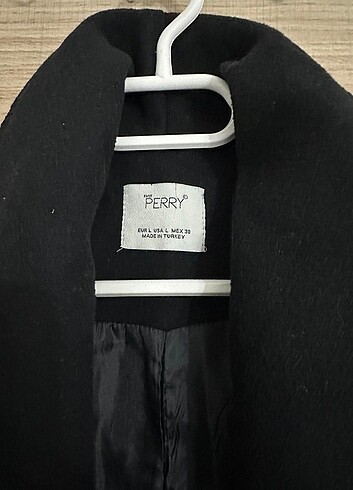 PERRY
EUR L USA L MEX 30
MADE IN TURKEY